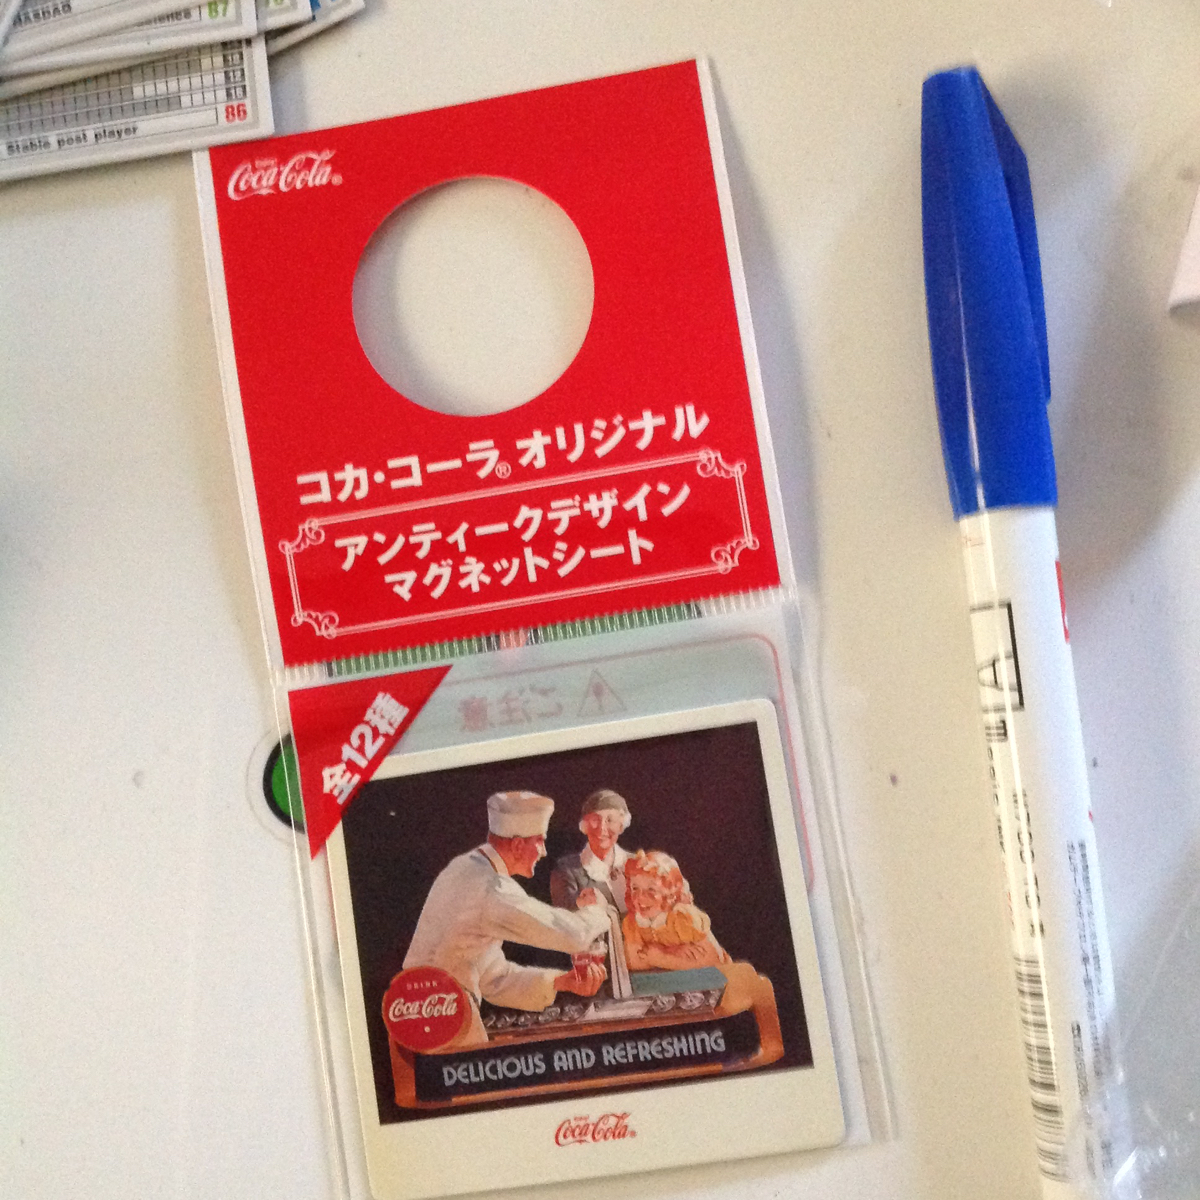 87
86
Stable post player
Coca-Cola®
コカ・コーラ® オリジナル
アンティークデザイン
マグネットシート
ご注意
全12種
DRINK
Coca-Cola
DELICIOUS AND REFRESHING
Coca-Cola®